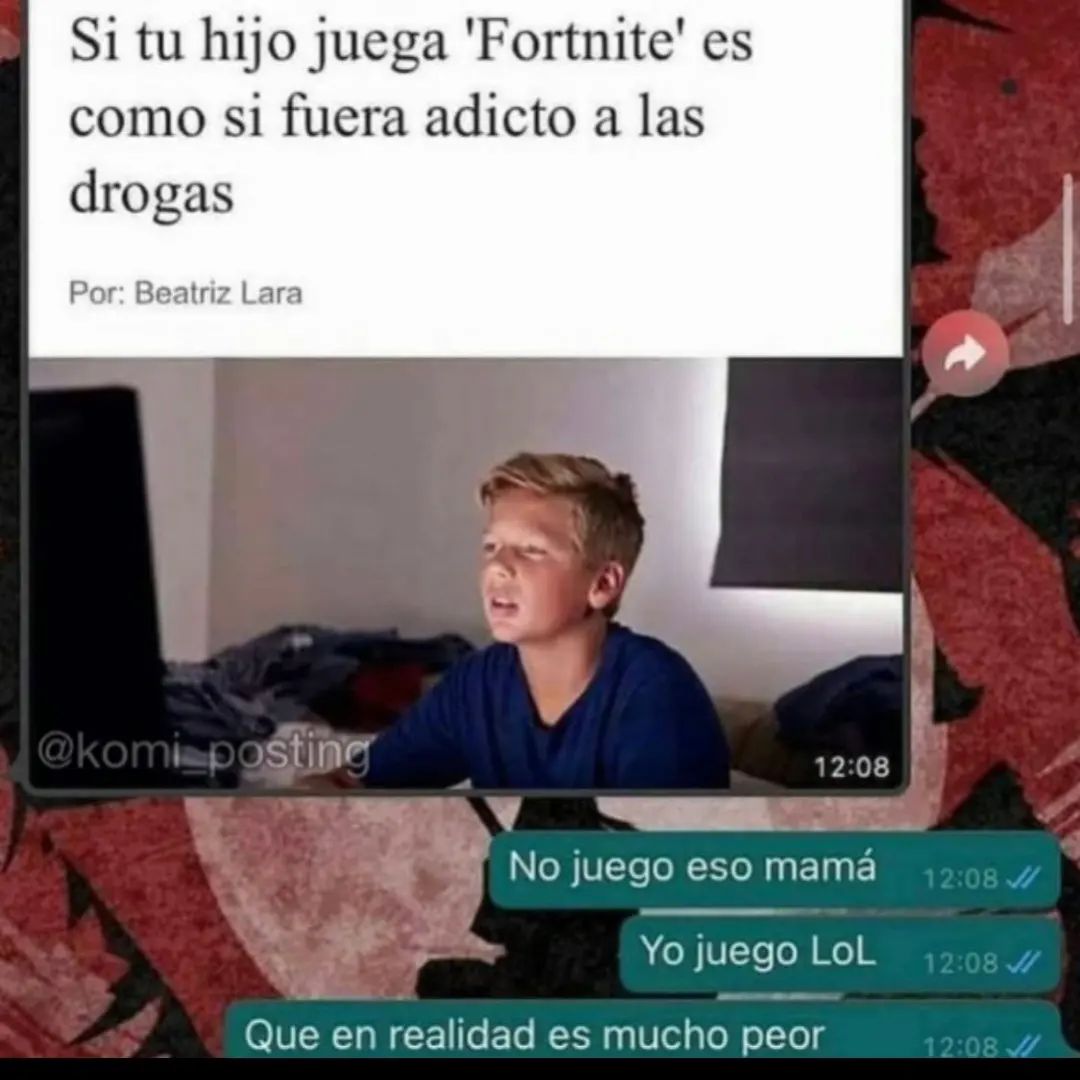 Si tu hijo juega 'Fortnite' es
como si fuera adicto a las
drogas
Por: Beatriz Lara
@komi_posting
12:08
No juego eso mamá 12:08
Yo juego LoL 12:08
Que en realidad es mucho peor 12:08